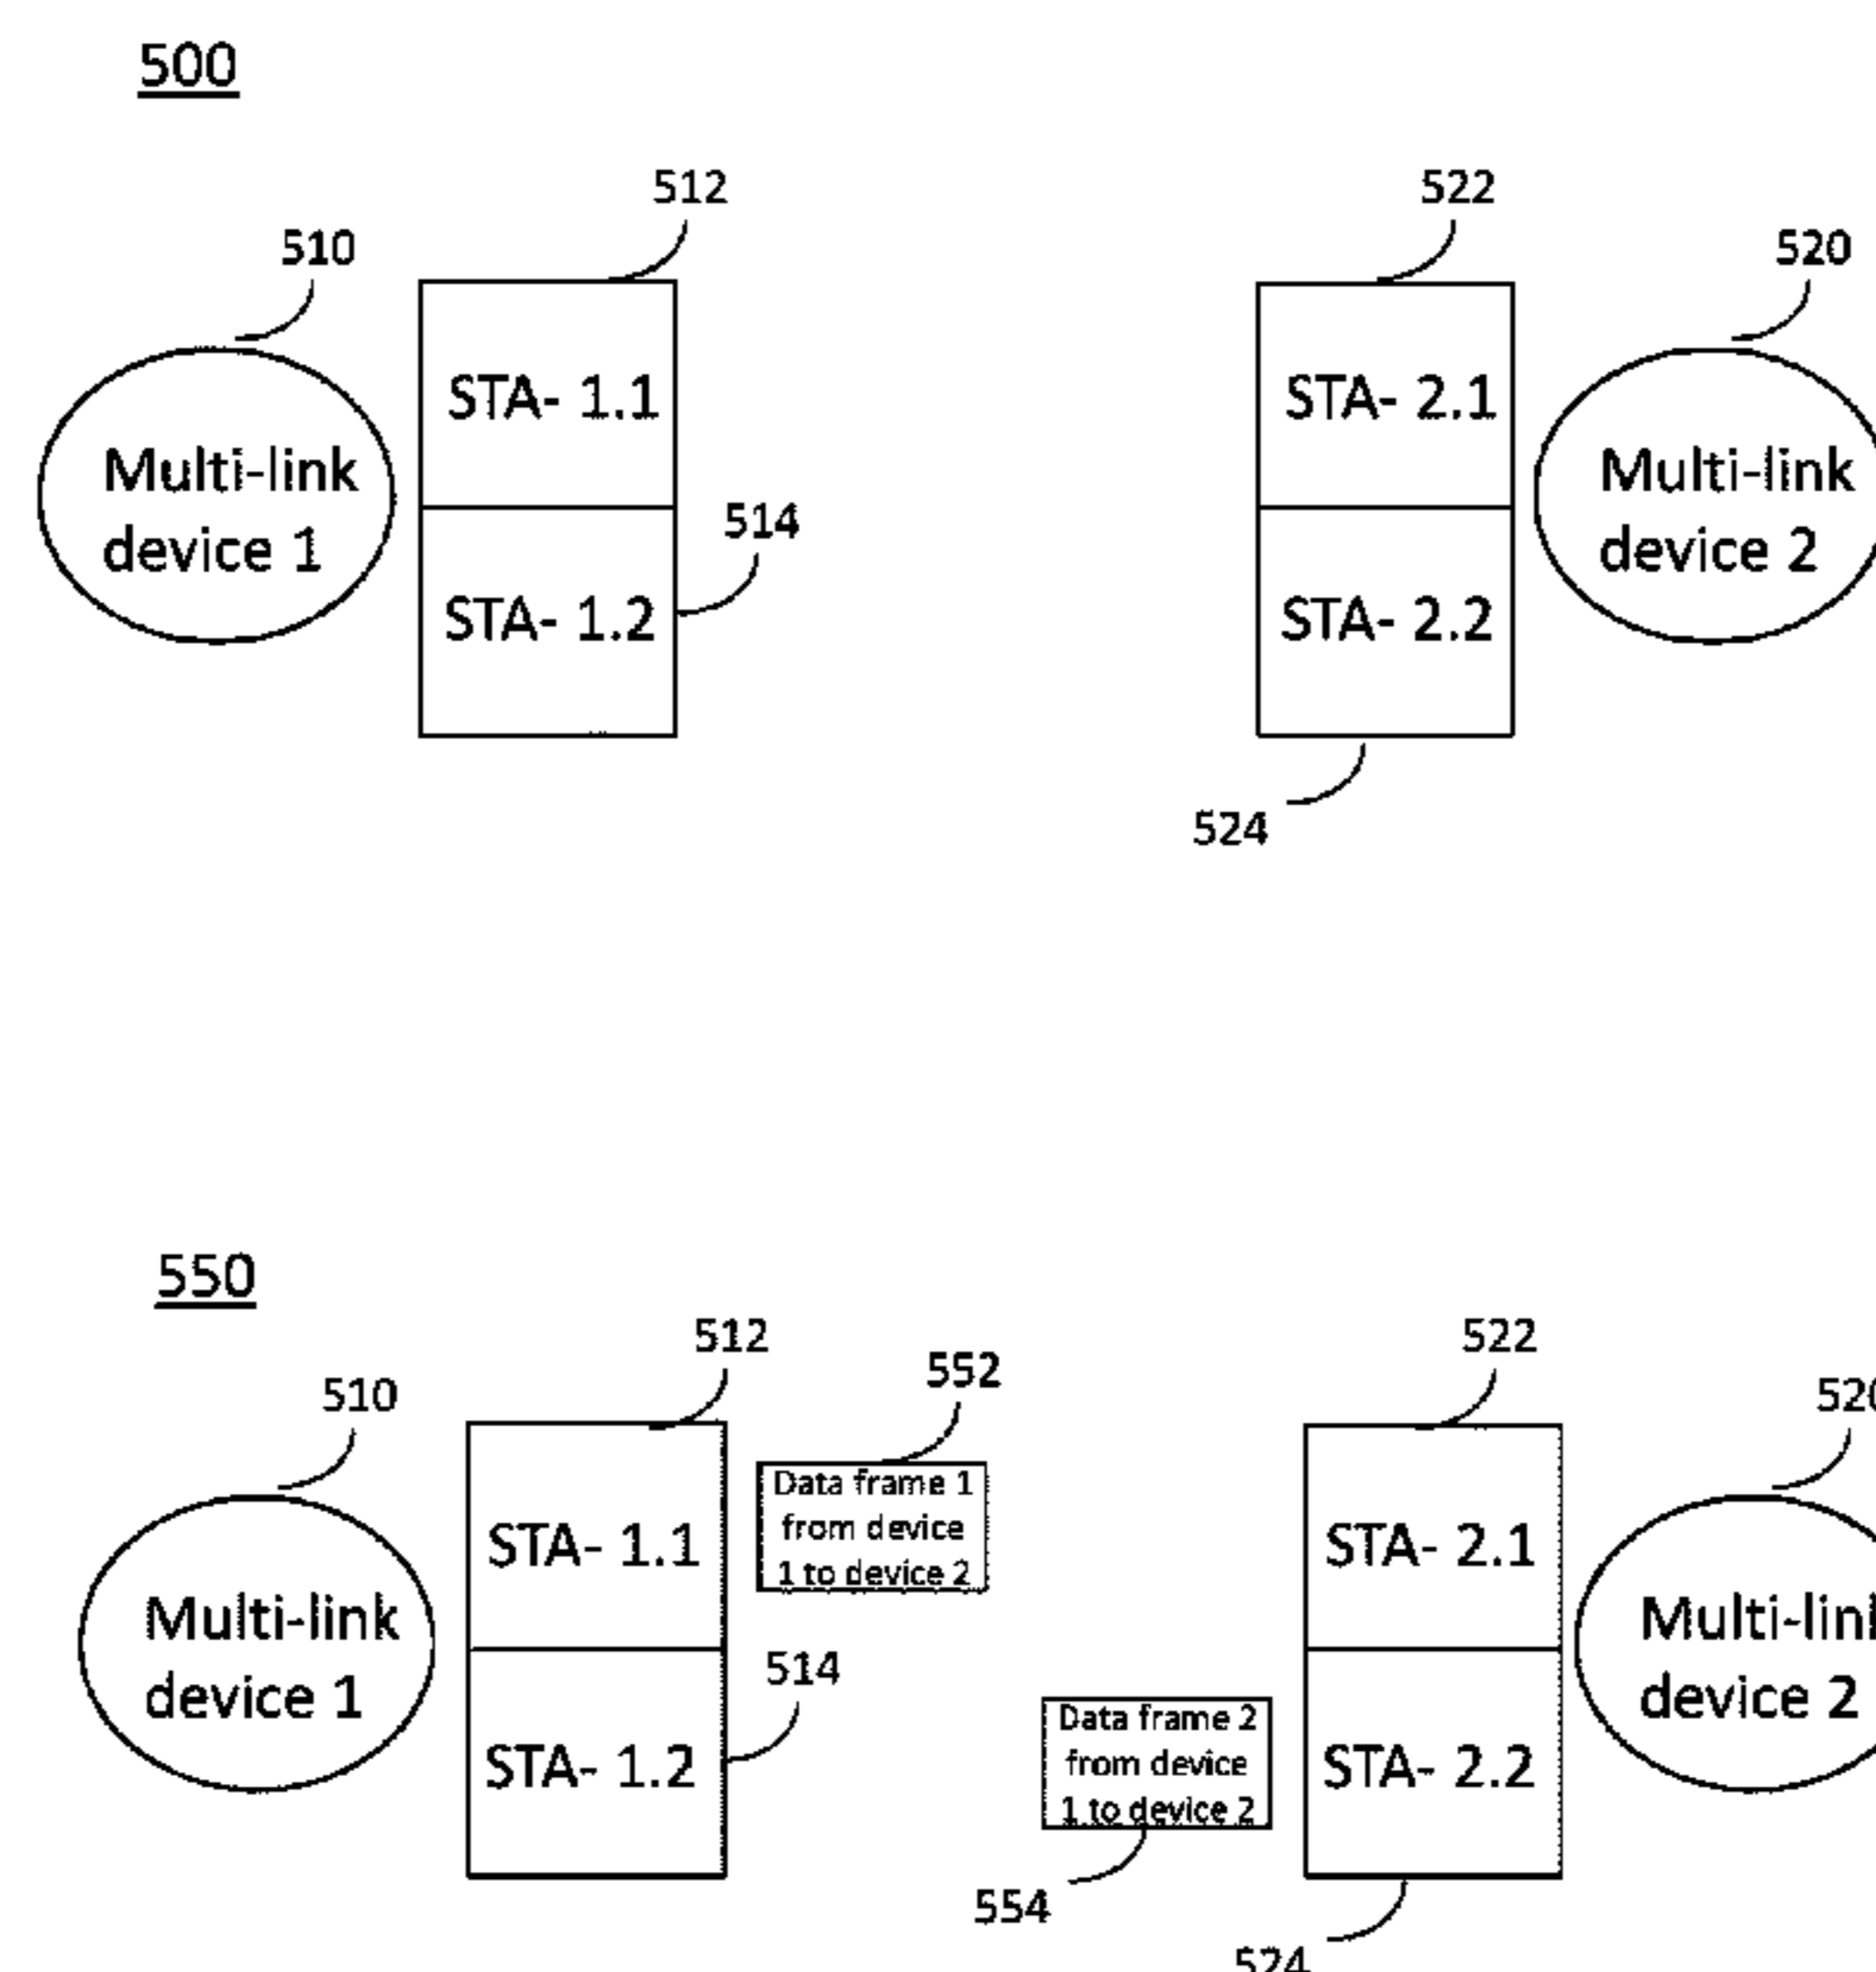 500
512
522
510
520
STA- 1.1
STA- 2.1
Multi-link
device 1
Multi-link
device 2
514
STA- 1.2
STA- 2.2
524
550
512
522
552
510
Data frame 1
from device
1 to device 2
STA- 1.1
STA- 2.1
Multi-link
device 1
device 2
514
Data frame 2
from device
1 to device 2
STA- 1.2
STA- 2.2
554
524